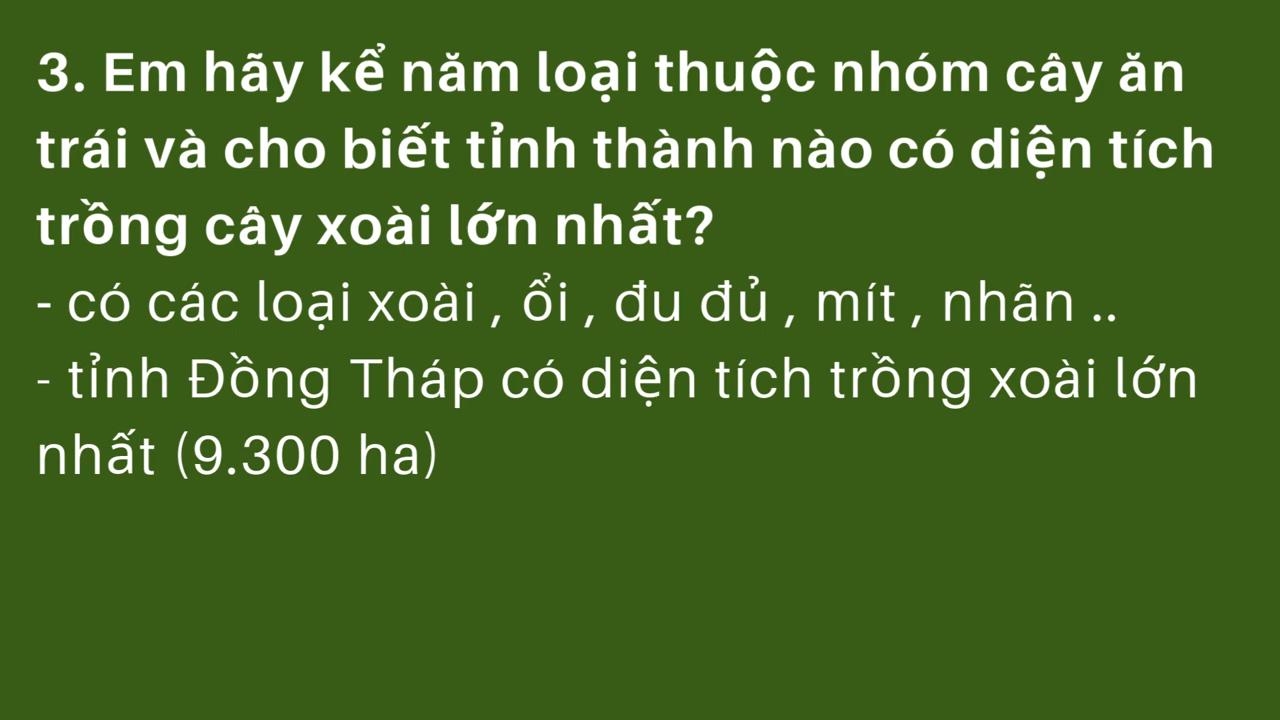 3. Em hãy kể năm loại thuộc nhóm cây ăn
trái và cho biết tỉnh thành nào có diện tích
trồng cây xoài lớn nhất?
- có các loại xoài , ổi , đu đủ , mít , nhãn ..
- tỉnh Đồng Tháp có diện tích trồng xoài lớn
nhất (9.300 ha)